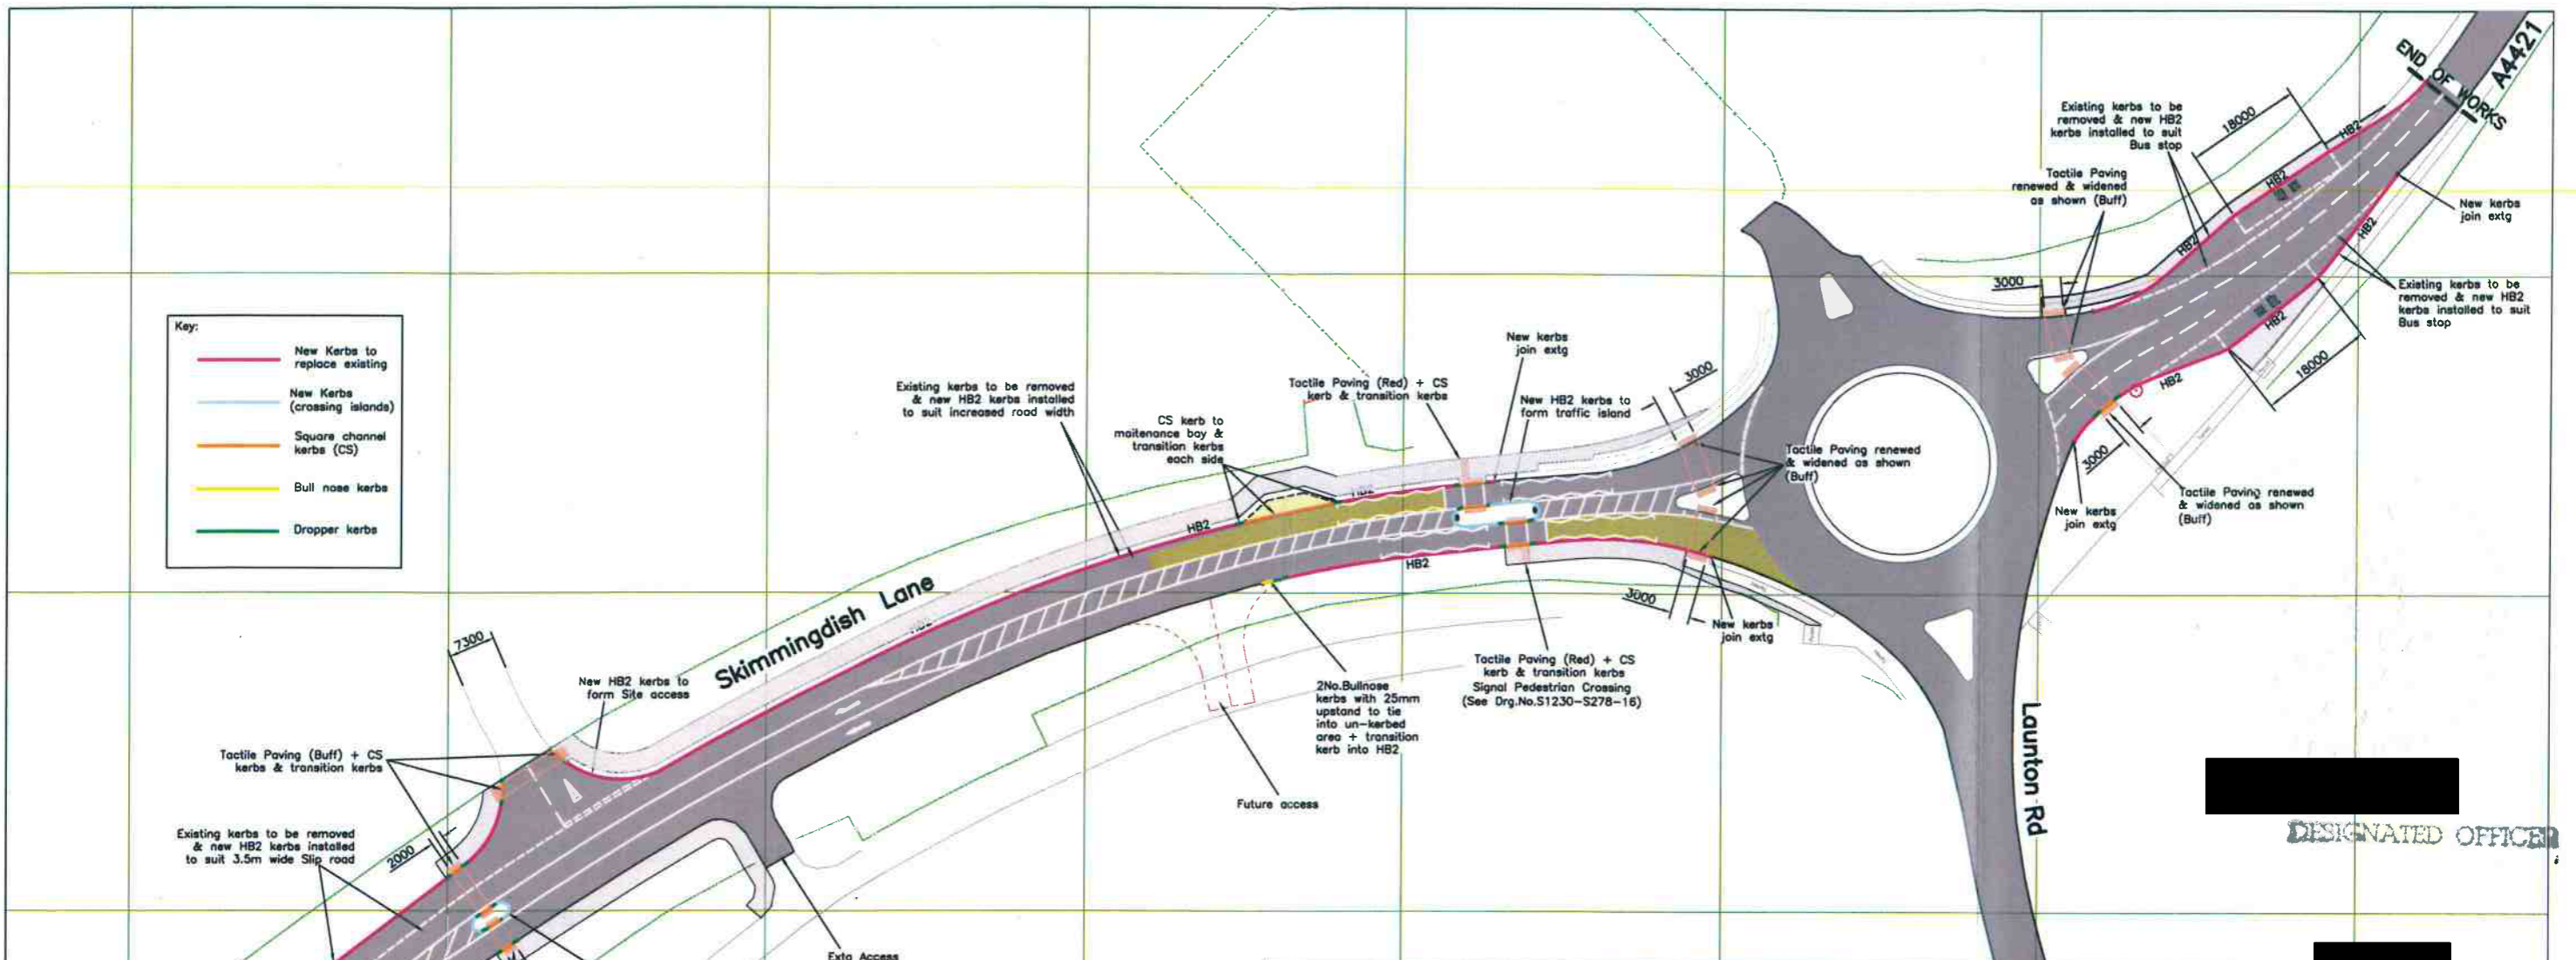 END OF WORKS
A4421
Existing kerbs to be
removed & new HB2
kerbs installed to suit
Bus stop
18000
HB2
HB2
HB2
Tactile Paving
renewed & widened
as shown (Buff)
New kerbs
join extg
HB2
3000
Existing kerbs to be
removed & new HB2
kerbs installed to suit
Bus stop
HB2
18000
HB2
3000
Tactile Paving renewed
& widened as shown
(Buff)
New kerbs
join extg
Key:
New Kerbs to
replace existing
New Kerbs
(crossing islands)
Square channel
kerbs (CS)
Bull nose kerbs
Dropper kerbs
Existing kerbs to be removed
& new HB2 kerbs installed
to suit increased road width
CS kerb to
maitenance bay &
transition kerbs
each side
Tactile Paving (Red) + CS
kerb & transition kerbs
New kerbs
join extg
New HB2 kerbs to
form traffic island
3000
Tactile Paving renewed
& widened as shown
(Buff)
HB2
HB2
HB2
HB2
3000
New kerbs
join extg
Skimmingdish Lane
7300
New HB2 kerbs to
form Site access
2No.Bullnose
kerbs with 25mm
upstand to tie
into un-kerbed
area + transition
kerb into HB2
Tactile Paving (Red) + CS
kerb & transition kerbs
Signal Pedestrian Crossing
(See Drg.No.S1230-S278-16)
Launton Rd
Tactile Paving (Buff) + CS
kerbs & transition kerbs
Future access
Existing kerbs to be removed
& new HB2 kerbs installed
to suit 3.5m wide Slip road
2000
DESIGNATED OFFICER
Extg Access